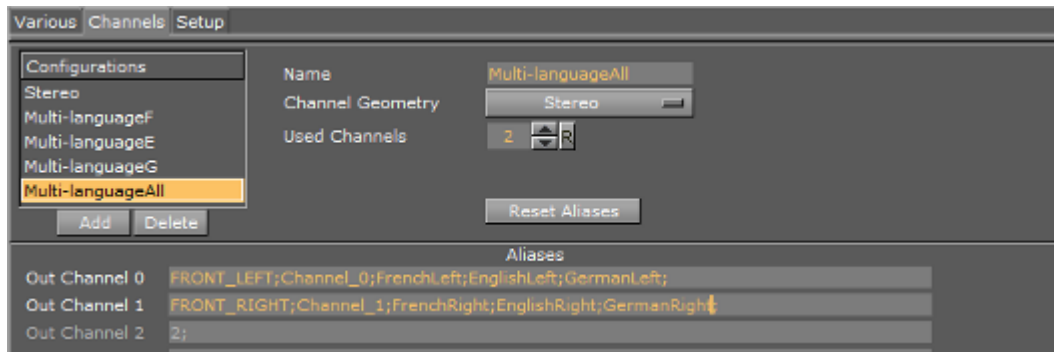 Various Channels Setup
Configurations
Stereo
Multi-languageF
Multi-languageE
Multi-languageG
Multi-languageAll
Add Delete
Name Multi-languageAll
Channel Geometry Stereo
Used Channels 2 R
Reset Aliases
Aliases
Out Channel 0 FRONT_LEFT;Channel_0;FrenchLeft;EnglishLeft;GermanLeft;
Out Channel 1 FRONT_RIGHT;Channel_1;FrenchRight;EnglishRight;GermanRight;
Out Channel 2 2;